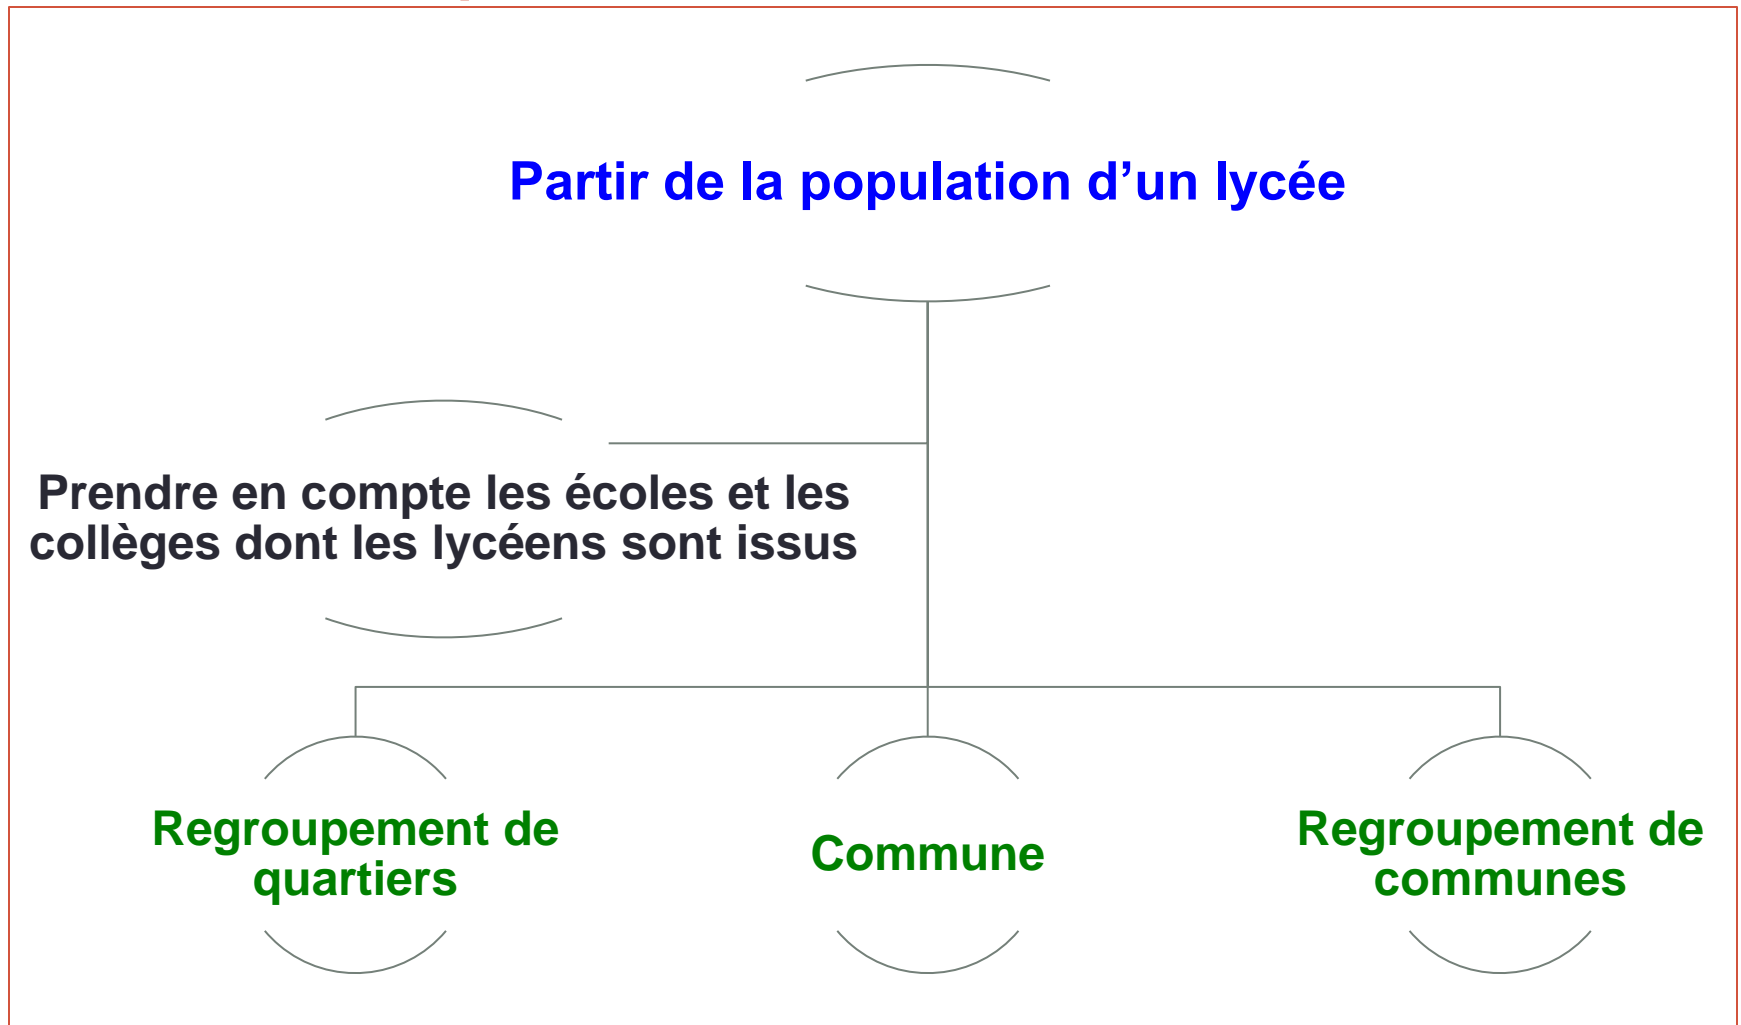 Partir de la population d’un lycée
Prendre en compte les écoles et les
collèges dont les lycéens sont issus
Regroupement de
quartiers
Commune
Regroupement de
communes